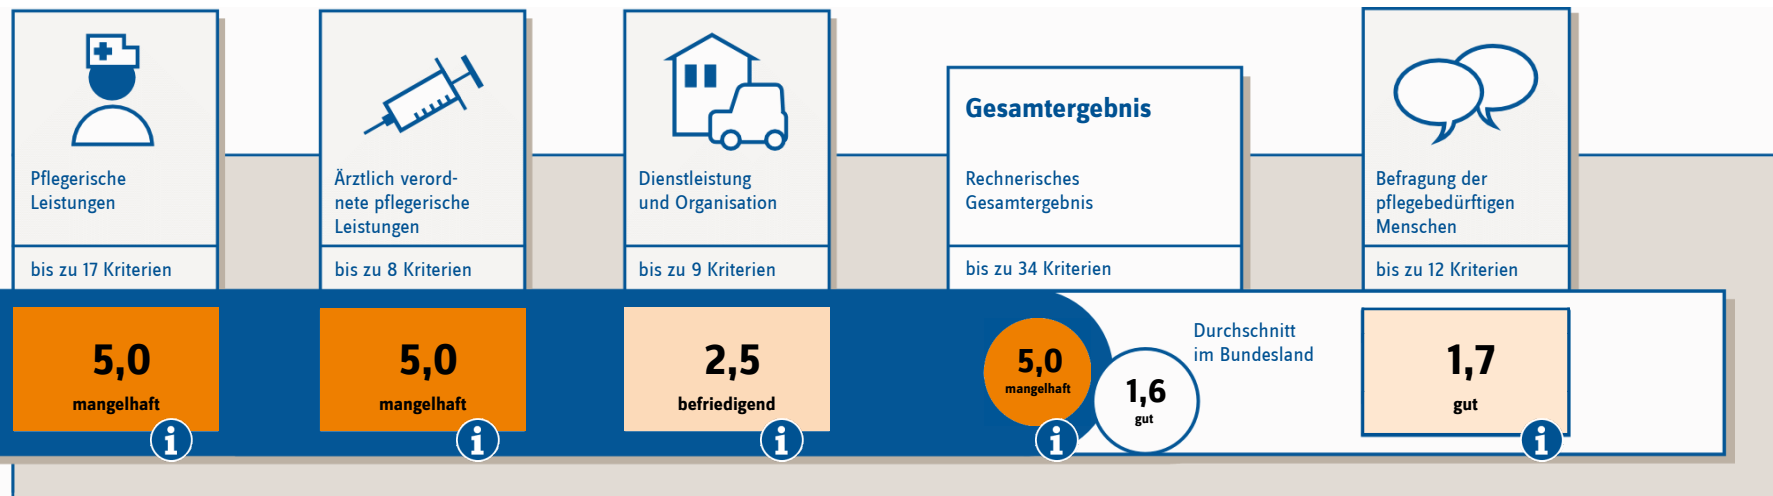 Pflegerische
Leistungen
bis zu 17 Kriterien
5,0
mangelhaft
i
Ärztlich verord-
nete pflegerische
Leistungen
bis zu 8 Kriterien
5,0
mangelhaft
i
Dienstleistung
und Organisation
bis zu 9 Kriterien
2,5
befriedigend
i
Gesamtergebnis
Rechnerisches
Gesamtergebnis
bis zu 34 Kriterien
5,0
mangelhaft
i
1,6
gut
Durchschnitt
im Bundesland
Befragung der
pflegebedürftigen
Menschen
bis zu 12 Kriterien
1,7
gut
i